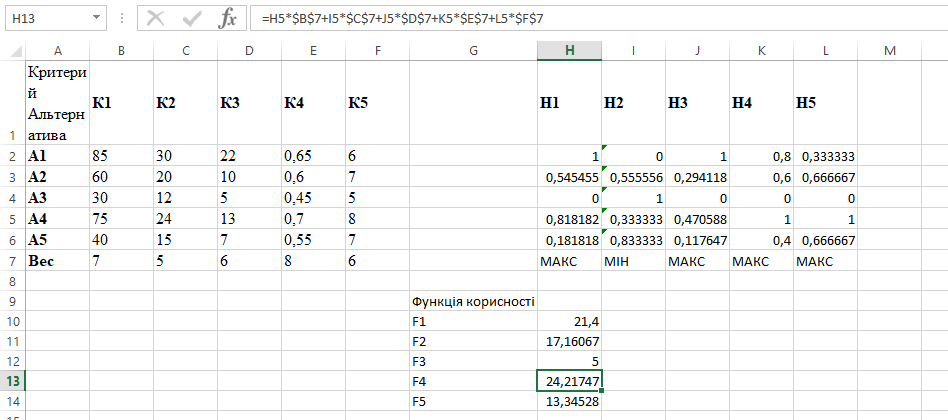 H13 =H5*$B$7+I5*$C$7+J5*$D$7+K5*$E$7+L5*$F$7
A B C D E F G H I J K L M
1 Критери
й
Альтерн
атива К1 К2 К3 К4 К5 Н1 Н2 Н3 Н4 Н5
2 А1 85 30 22 0,65 6 1 0 1 0,8 0,333333
3 А2 60 20 10 0,6 7 0,545455 0,555556 0,294118 0,6 0,666667
4 А3 30 12 5 0,45 5 0 1 0 0 0
5 А4 75 24 13 0,7 8 0,818182 0,333333 0,470588 1 1
6 А5 40 15 7 0,55 7 0,181818 0,833333 0,117647 0,4 0,666667
7 Вес 7 5 6 8 6 МАКС МІН МАКС МАКС МАКС
8
9 Функція корисності
10 F1 21,4
11 F2 17,16067
12 F3 5
13 F4 24,21747
14 F5 13,34528